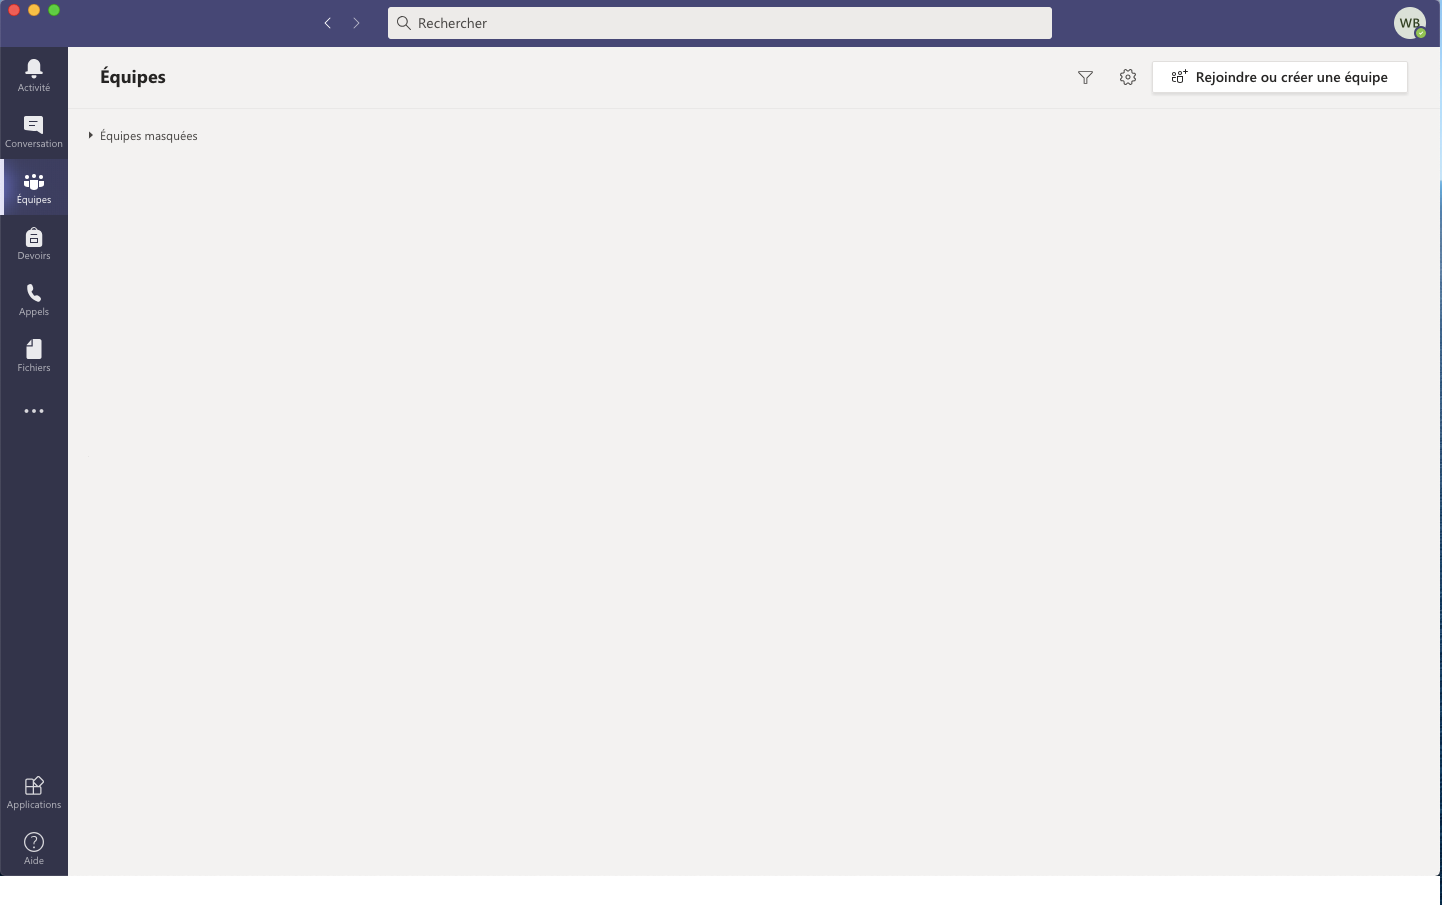 Rechercher
WB
Activité
Conversation
Équipes
Devoirs
Appels
Fichiers
Applications
Aide
Équipes
Rejoindre ou créer une équipe
Équipes masquées